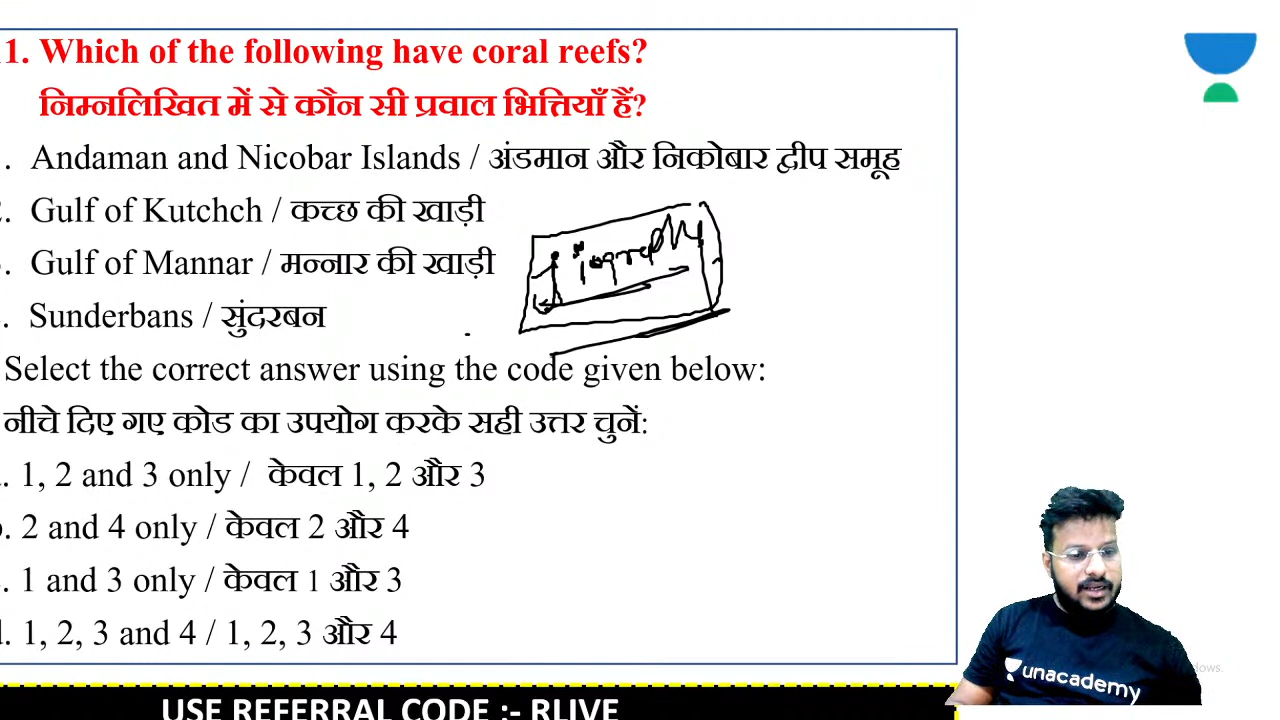 1. Which of the following have coral reefs?
निम्नलिखित में से कौन सी प्रवाल भित्तियाँ हैं?
. Andaman and Nicobar Islands / अंडमान और निकोबार द्वीप समूह
. Gulf of Kutchch / कच्छ की खाड़ी
. Gulf of Mannar / मन्नार की खाड़ी
. Sunderbans / सुंदरबन
Select the correct answer using the code given below:
नीचे दिए गए कोड का उपयोग करके सही उत्तर चुनें:
. 1, 2 and 3 only / केवल 1, 2 और 3
. 2 and 4 only / केवल 2 और 4
. 1 and 3 only / केवल 1 और 3
. 1, 2, 3 and 4 / 1, 2, 3 और 4
unacademy
USE REFERRAL CODE :- RLIVE